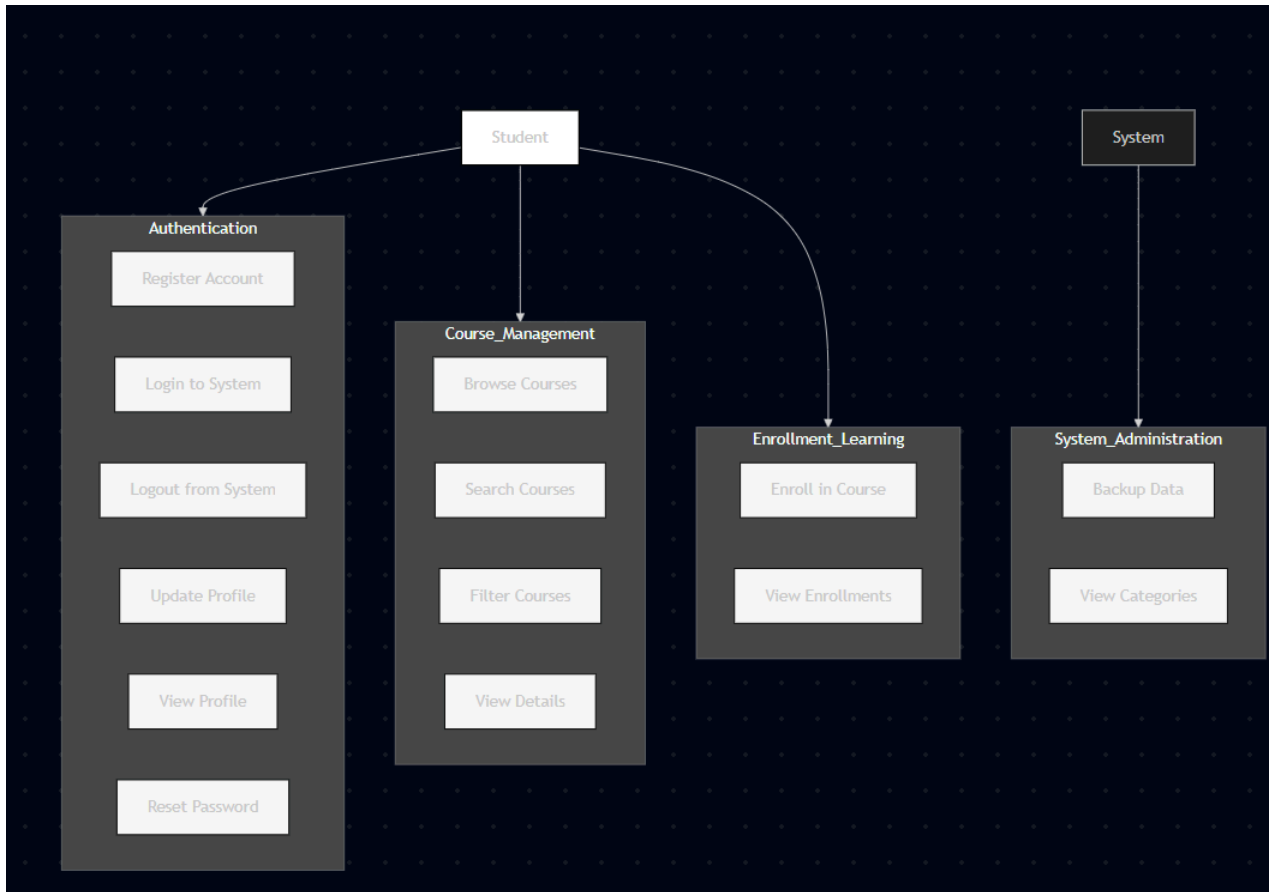 Student
System
Authentication
Register Account
Login to System
Logout from System
Update Profile
View Profile
Reset Password
Course_Management
Browse Courses
Search Courses
Filter Courses
View Details
Enrollment_Learning
Enroll in Course
View Enrollments
System_Administration
Backup Data
View Categories